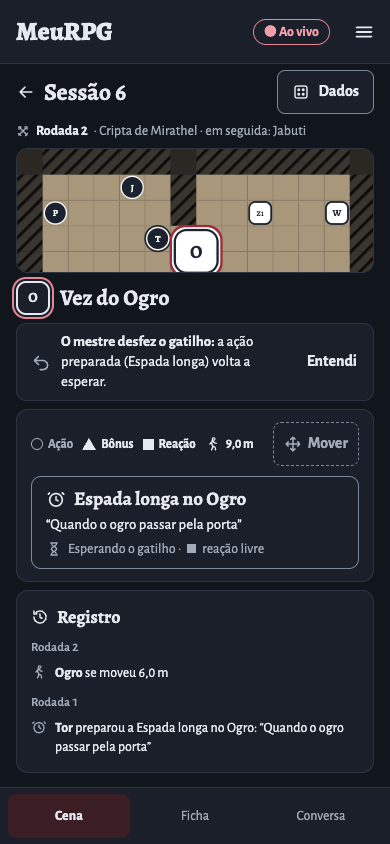 MeuRPG
Ao vivo
Sessão 6
Dados
Rodada 2 · Cripta de Mirathel · em seguida: Jabuti
J
P
Z1
W
T
O
O
Vez do Ogro
O mestre desfez o gatilho: a ação
preparada (Espada longa) volta a
esperar.
Entendi
Ação
Bônus
Reação
9,0 m
Mover
Espada longa no Ogro
“Quando o ogro passar pela porta”
Esperando o gatilho · reação livre
Registro
Rodada 2
Ogro se moveu 6,0 m
Rodada 1
Tor preparou a Espada longa no Ogro: "Quando o ogro
passar pela porta”
Cena
Ficha
Conversa